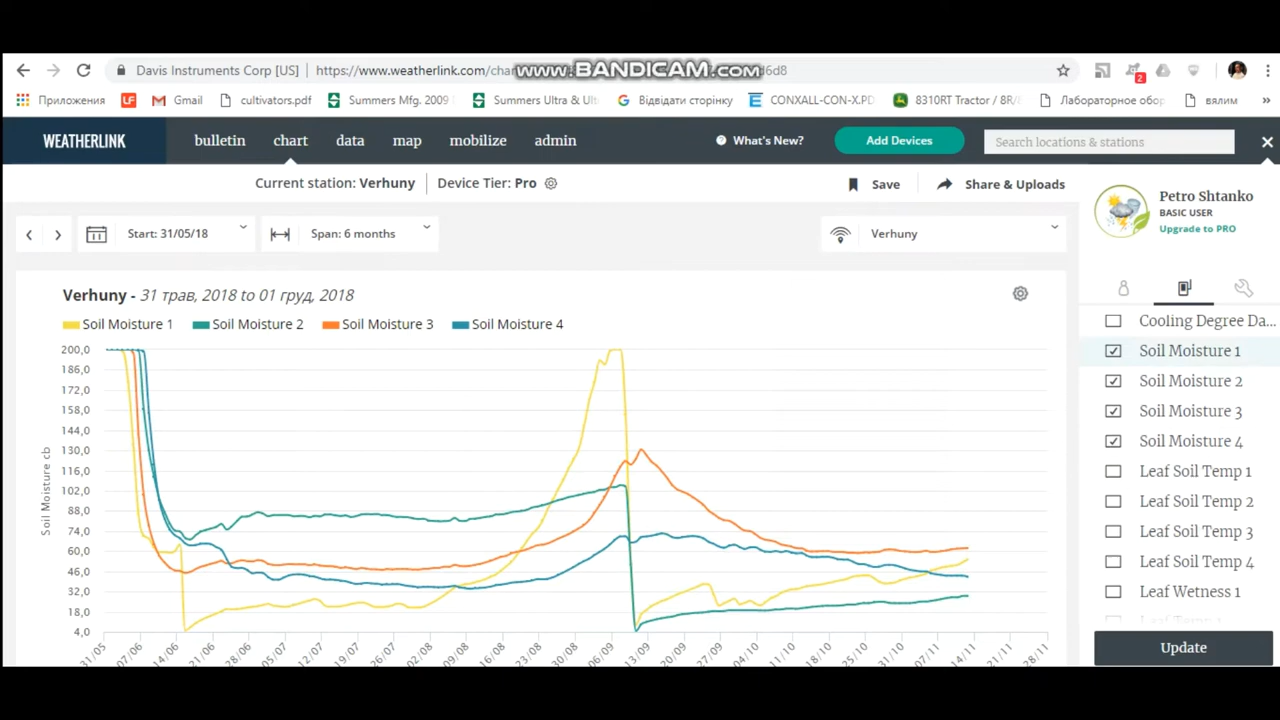 www.BANDICAM.com
Davis Instruments Corp [US] https://www.weatherlink.com/char 6d8
2
Приложения Gmail cultivators.pdf Summers Mfg. 2009 Summers Ultra & Ult Відвідати сторінку CONXALL-CON-X.PD 8310RT Tractor / 8R/ Лабораторное обор вялим »
WEATHERLINK bulletin chart data map mobilize admin What's New? Add Devices Search locations & stations
Current station: Verhuny Device Tier: Pro Save Share & Uploads
Petro Shtanko
BASIC USER
Upgrade to PRO
Start: 31/05/18 Span: 6 months Verhuny
Verhuny - 31 трав, 2018 to 01 груд, 2018
Soil Moisture 1 Soil Moisture 2 Soil Moisture 3 Soil Moisture 4
Soil Moisture cb
200,0
186,0
172,0
158,0
144,0
130,0
116,0
102,0
88,0
74,0
60,0
46,0
32,0
18,0
4,0
31/05 07/06 14/06 21/06 28/06 05/07 12/07 19/07 26/07 02/08 09/08 16/08 23/08 30/08 06/09 13/09 20/09 27/09 04/10 11/10 18/10 25/10 01/11 07/11 14/11 21/11 28/11
Cooling Degree Da...
Soil Moisture 1
Soil Moisture 2
Soil Moisture 3
Soil Moisture 4
Leaf Soil Temp 1
Leaf Soil Temp 2
Leaf Soil Temp 3
Leaf Soil Temp 4
Leaf Wetness 1
Update